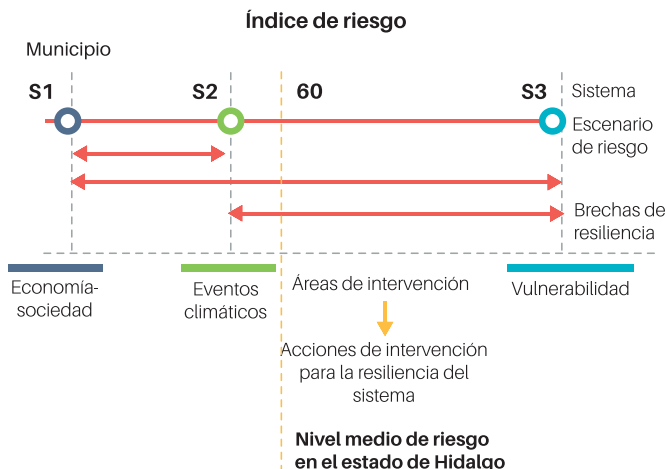 Índice de riesgo
Municipio
S1
S2
60
S3
Sistema
Escenario
de riesgo
Brechas de
resiliencia
Economía-
sociedad
Eventos
climáticos
Áreas de intervención
Vulnerabilidad
Acciones de intervención
para la resiliencia del
sistema
Nivel medio de riesgo
en el estado de Hidalgo